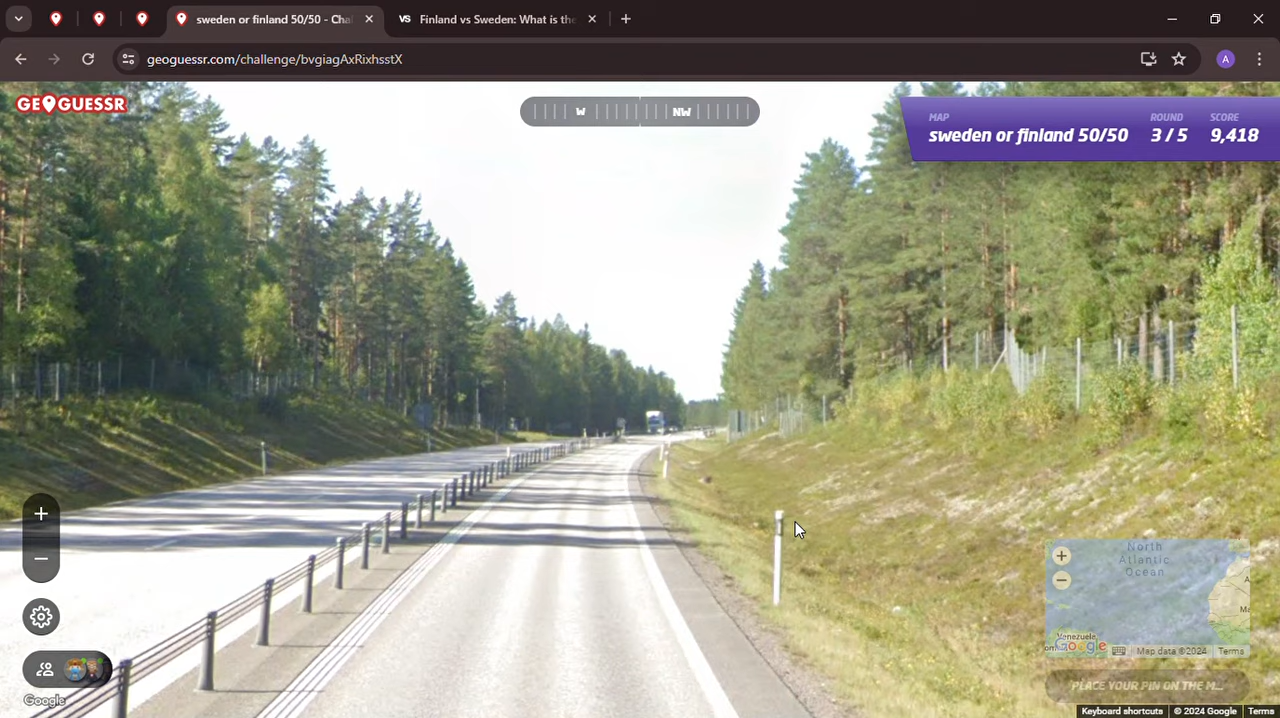 sweden or finland 50/50 - Chal
VS Finland vs Sweden: What is the
geoguessr.com/challenge/bvgiagAxRixhsstX
A
GEOGUESSR
W NW
MAP ROUND SCORE
sweden or finland 50/50 3 / 5 9,418
North
Atlantic
Ocean
Venezuela
Google
Map data ©2024 Terms
PLACE YOUR PIN ON THE M...
Google
Keyboard shortcuts © 2024 Google Terms